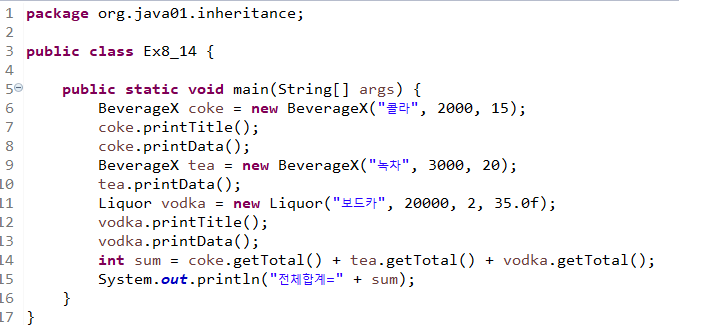 1 package org.java01.inheritance;
2
3 public class Ex8_14 {
4
5 public static void main(String[] args) {
6 BeverageX coke = new BeverageX("콜라", 2000, 15);
7 coke.printTitle();
8 coke.printData();
9 BeverageX tea = new BeverageX("녹차", 3000, 20);
10 tea.printData();
11 Liquor vodka = new Liquor("보드카", 20000, 2, 35.0f);
12 vodka.printTitle();
13 vodka.printData();
14 int sum = coke.getTotal() + tea.getTotal() + vodka.getTotal();
15 System.out.println("전체합계=" + sum);
16 }
17 }